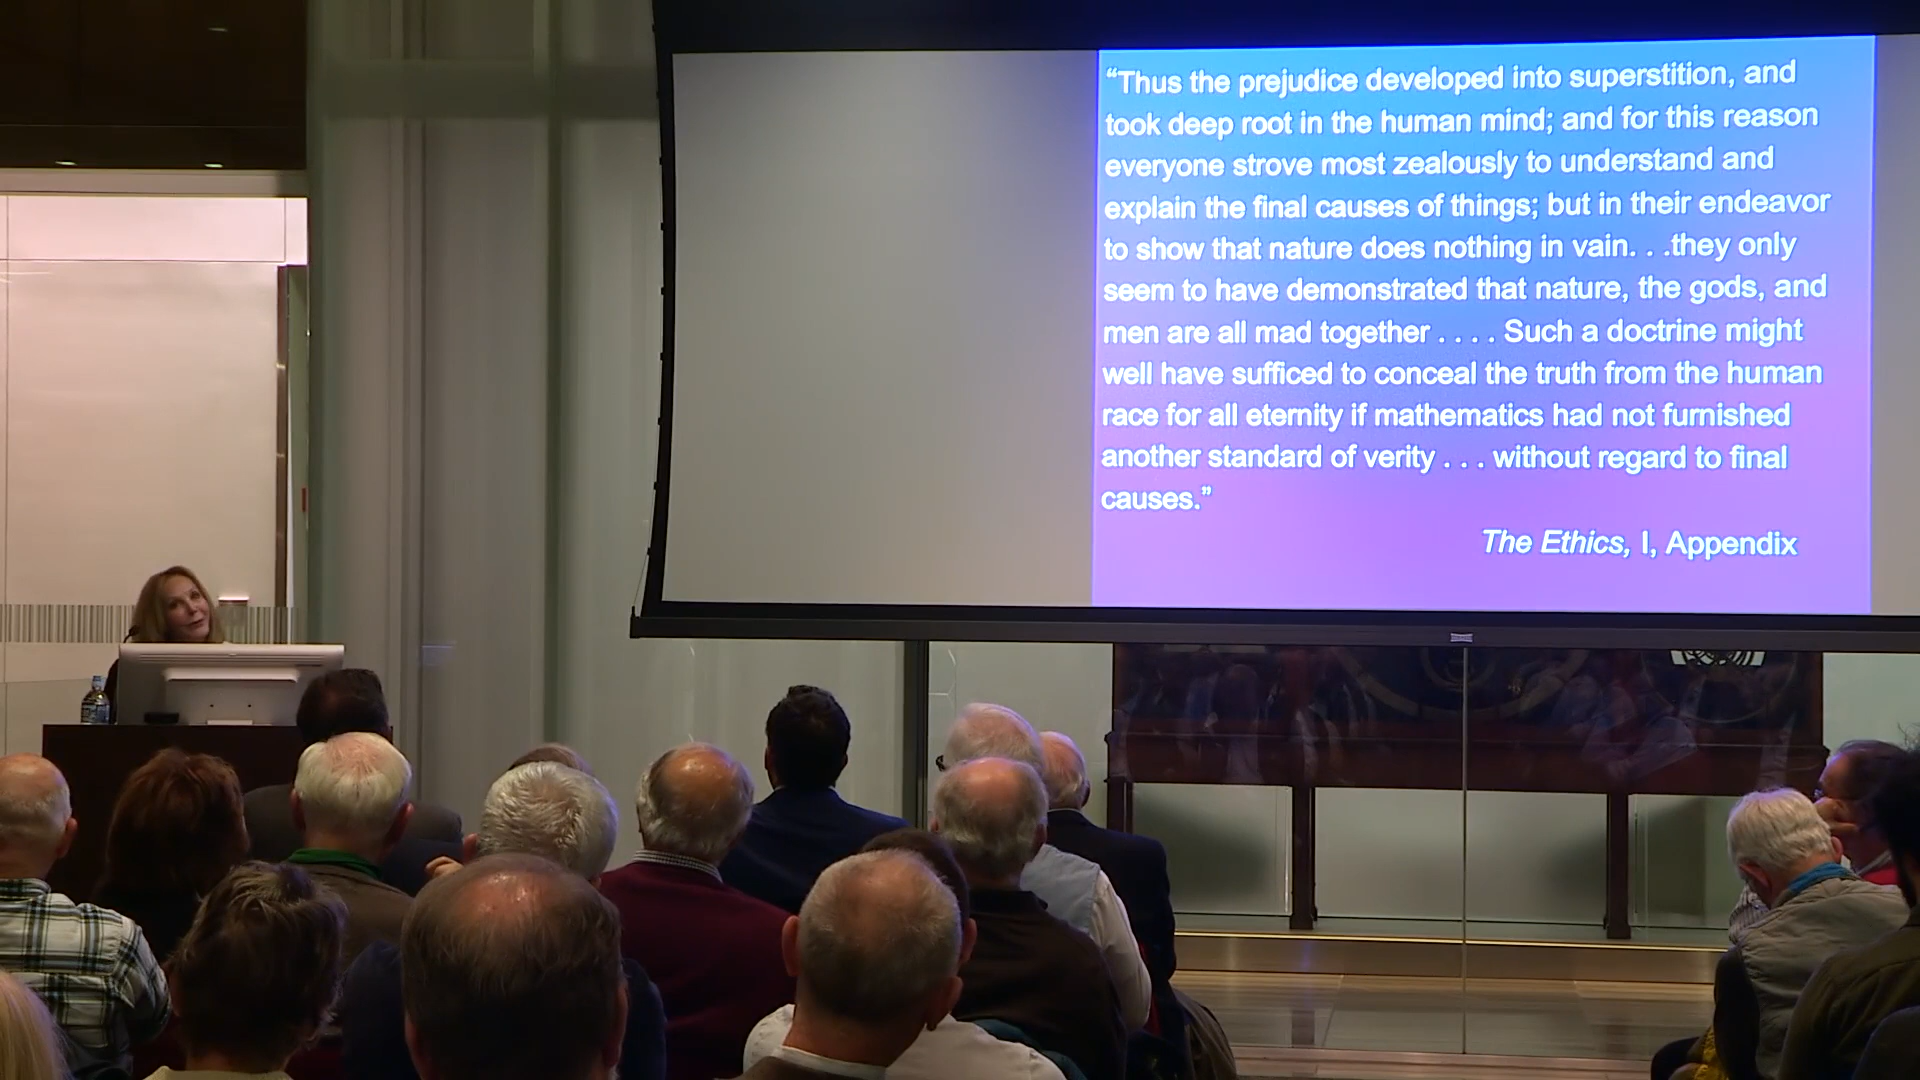 “Thus the prejudice developed into superstition, and
took deep root in the human mind; and for this reason
everyone strove most zealously to understand and
explain the final causes of things; but in their endeavor
to show that nature does nothing in vain. . .they only
seem to have demonstrated that nature, the gods, and
men are all mad together . . . . Such a doctrine might
well have sufficed to conceal the truth from the human
race for all eternity if mathematics had not furnished
another standard of verity . . . without regard to final
causes.”
The Ethics, I, Appendix